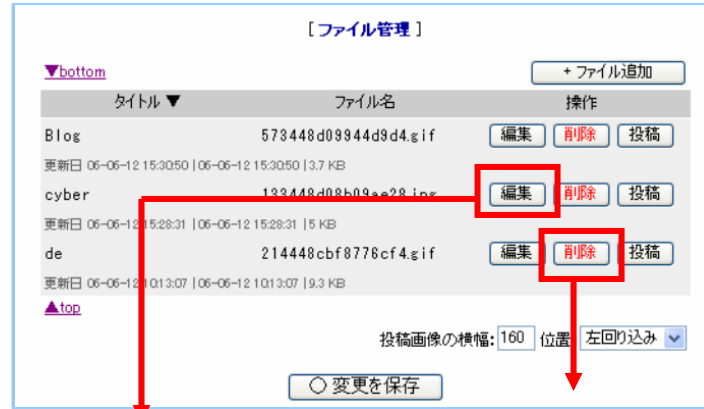 [ファイル管理]
▼bottom
+ ファイル追加
タイトル ▼ ファイル名 操作
Blog 573448d09944d9d4.gif 編集 削除 投稿
更新日 06-06-12 15:30:50 | 06-06-12 15:30:50 | 3.7 KB
cyber 133448d08b09ae28.jpg 編集 削除 投稿
更新日 06-06-12 15:28:31 | 06-06-12 15:28:31 | 5 KB
de 214448cbf8776cf4.gif 編集 削除 投稿
更新日 06-06-12 10:13:07 | 06-06-12 10:13:07 | 9.3 KB
▲top
投稿画像の横幅: 160 位置 左回り込み
○ 変更を保存